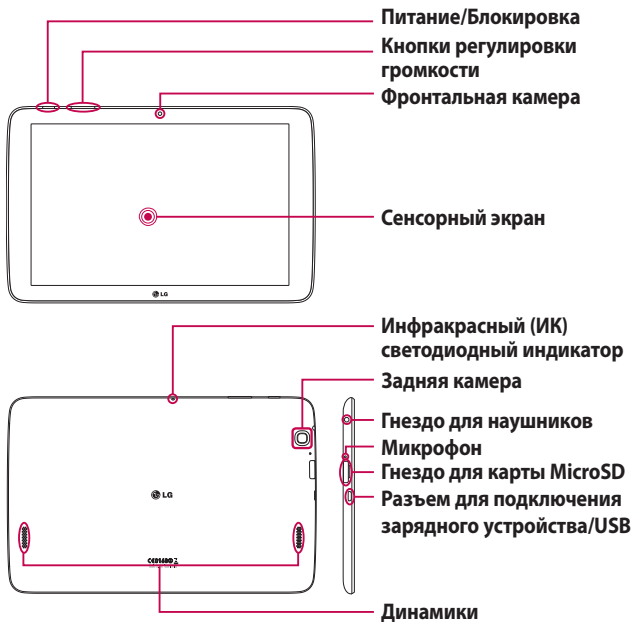 Питание/Блокировка
Кнопки регулировки
громкости
Фронтальная камера
Сенсорный экран
LG
Инфракрасный (ИК)
светодиодный индикатор
Задняя камера
Гнездо для наушников
Микрофон
Гнездо для карты MicroSD
Разъем для подключения
зарядного устройства/USB
LG
Динамики